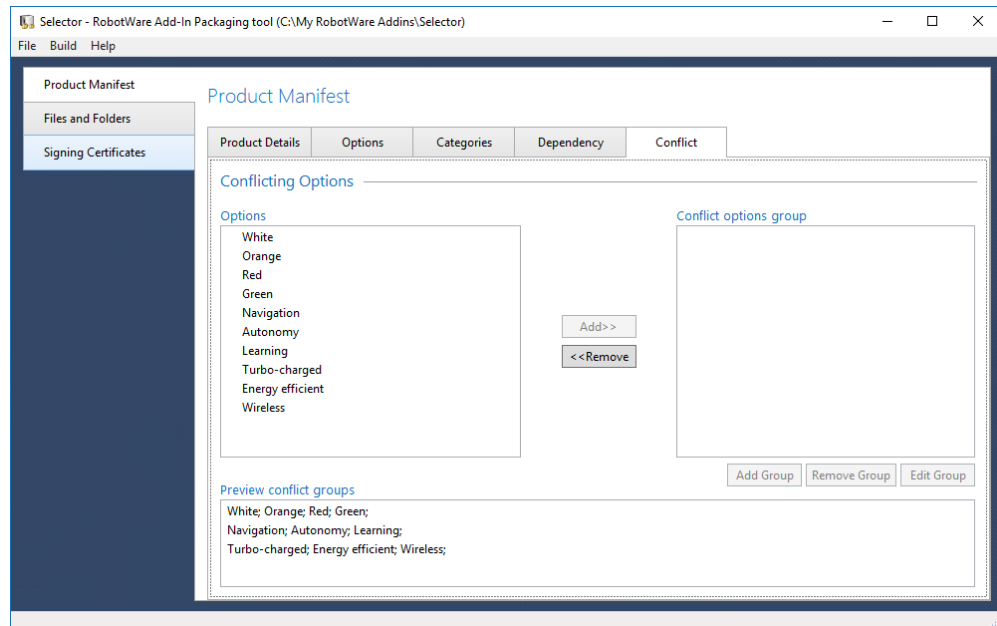 Selector - RobotWare Add-In Packaging tool (C:\My RobotWare Addins\Selector)
File Build Help
Product Manifest
Files and Folders
Signing Certificates
Product Manifest
Product Details Options Categories Dependency Conflict
Conflicting Options
Options
White
Orange
Red
Green
Navigation
Autonomy
Learning
Turbo-charged
Energy efficient
Wireless
Add>>
<<Remove
Conflict options group
Add Group Remove Group Edit Group
Preview conflict groups
White; Orange; Red; Green;
Navigation; Autonomy; Learning;
Turbo-charged; Energy efficient; Wireless;